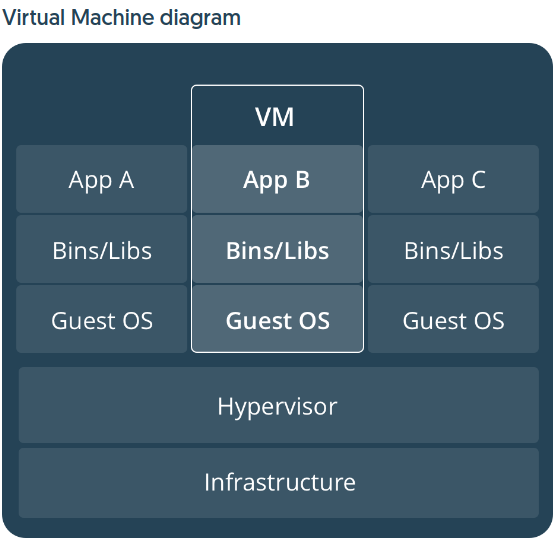 Virtual Machine diagram
VM
App A
App B
App C
Bins/Libs
Bins/Libs
Bins/Libs
Guest OS
Guest OS
Guest OS
Hypervisor
Infrastructure